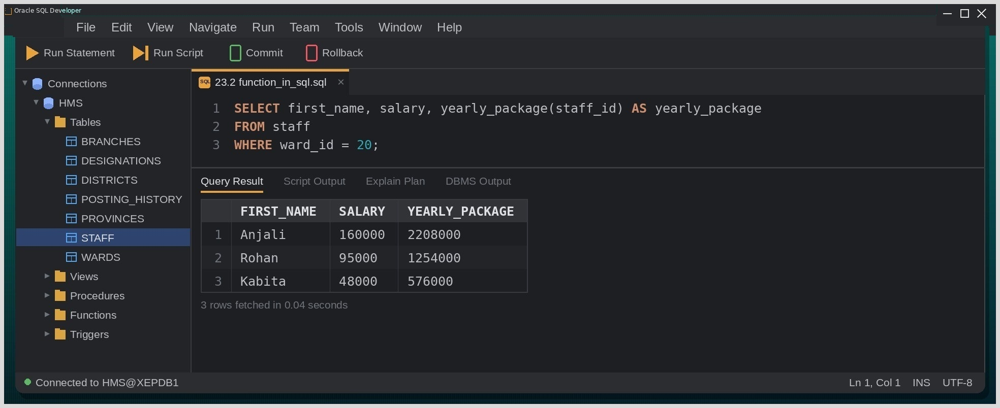 Oracle SQL Developer
File Edit View Navigate Run Team Tools Window Help
Run Statement Run Script Commit Rollback
Connections
HMS
Tables
BRANCHES
DESIGNATIONS
DISTRICTS
POSTING_HISTORY
PROVINCES
STAFF
WARDS
Views
Procedures
Functions
Triggers
SQL 23.2 function_in_sql.sql ×
1 SELECT first_name, salary, yearly_package(staff_id) AS yearly_package
2 FROM staff
3 WHERE ward_id = 20;
Query Result Script Output Explain Plan DBMS Output
FIRST_NAME SALARY YEARLY_PACKAGE
1 Anjali 160000 2208000
2 Rohan 95000 1254000
3 Kabita 48000 576000
3 rows fetched in 0.04 seconds
Connected to HMS@XEPDB1 Ln 1, Col 1 INS UTF-8